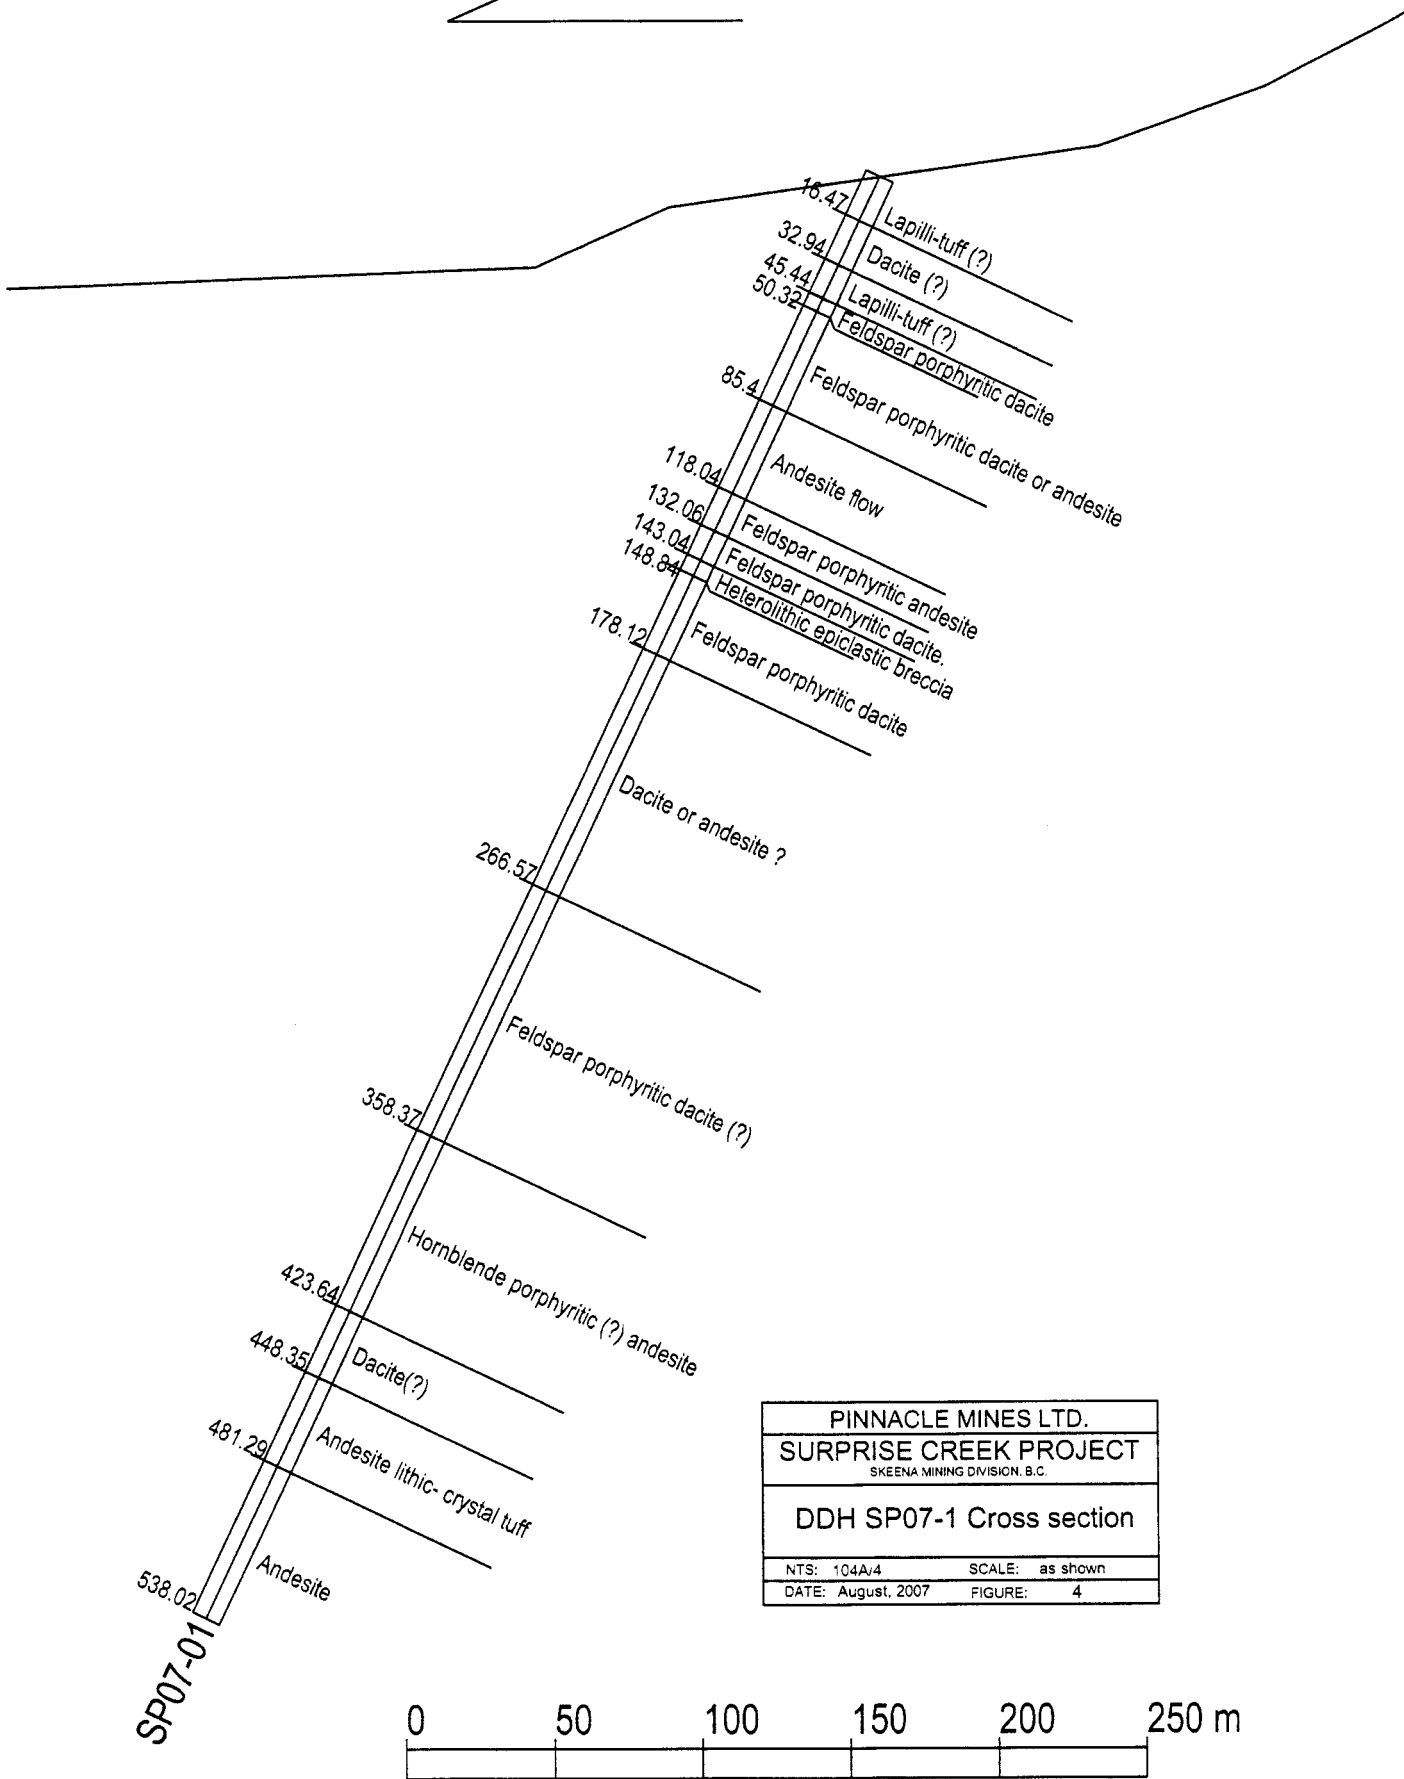 16.47
Lapilli-tuff (?)
32.94
Dacite (?)
45.44
Lapilli-tuff (?)
50.32
Feldspar porphyritic dacite
Feldspar porphyritic dacite or andesite
85.4
Andesite flow
118.04
Feldspar porphyritic andesite
132.06
Feldspar porphyritic dacite.
143.04
Heterolithic epiclastic breccia
148.84
Feldspar porphyritic dacite
178.12
Dacite or andesite ?
266.57
Feldspar porphyritic dacite (?)
358.37
Hornblende porphyritic (?) andesite
423.64
Dacite(?)
448.35
Andesite lithic- crystal tuff
481.29
Andesite
538.02
SP07-01
PINNACLE MINES LTD.
SURPRISE CREEK PROJECT
SKEENA MINING DIVISION, B.C.
DDH SP07-1 Cross section
NTS: 104A/4 SCALE: as shown
DATE: August, 2007 FIGURE: 4
0 50 100 150 200 250 m